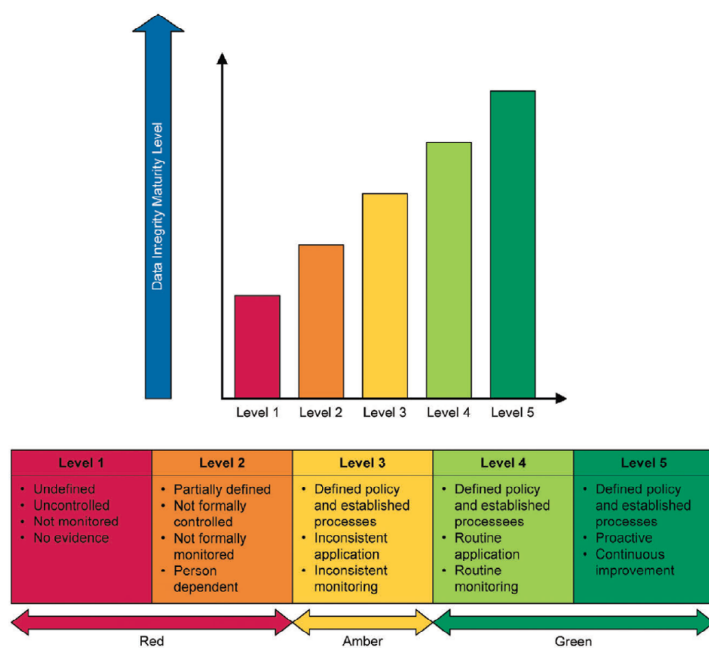 Data Integrity Maturity Level
Level 1
Level 2
Level 3
Level 4
Level 5
Level 1
• Undefined
• Uncontrolled
• Not monitored
• No evidence
Level 2
• Partially defined
• Not formally
controlled
• Not formally
monitored
• Person
dependent
Level 3
• Defined policy
and established
processes
• Inconsistent
application
• Inconsistent
monitoring
Level 4
• Defined policy
and established
processees
• Routine
application
• Routine
monitoring
Level 5
• Defined policy
and established
processes
• Proactive
• Continuous
improvement
Red
Amber
Green